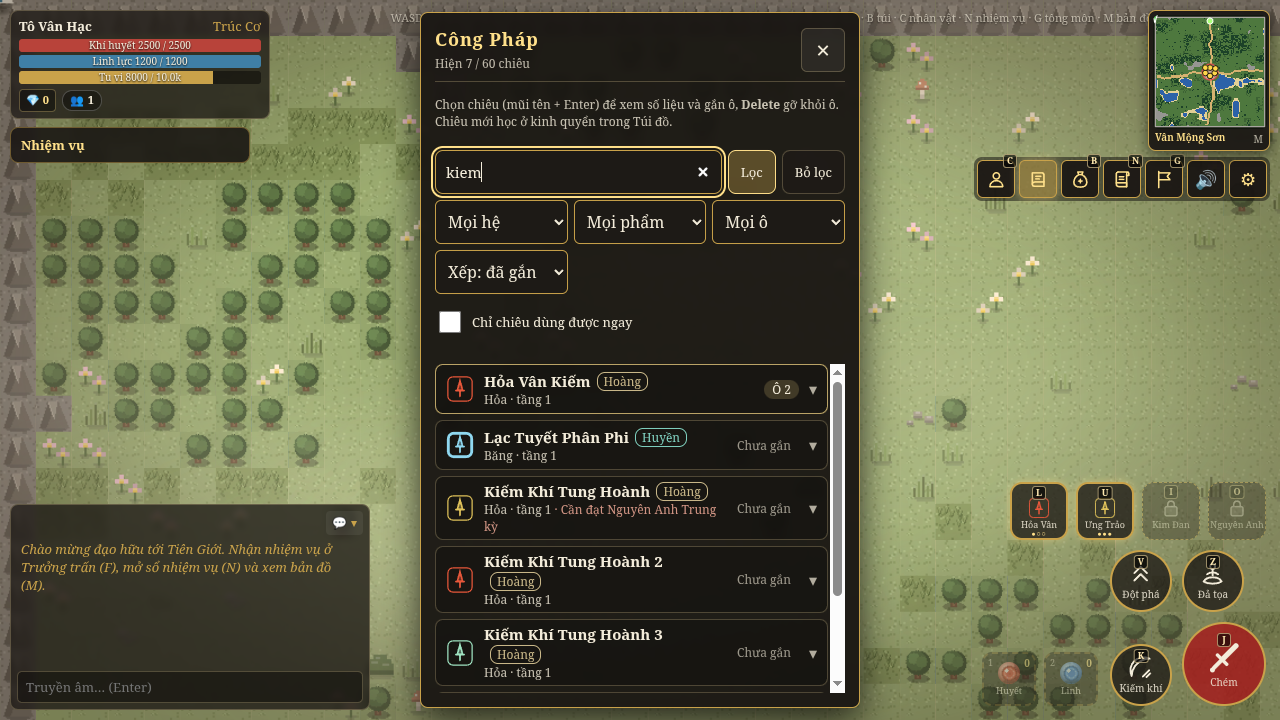 Tô Vân Hạc
Trúc Cơ
Khí huyết 2500 / 2500
Linh lực 1200 / 1200
Tu vi 8000 / 10.0k
0
1
Nhiệm vụ
B túi · C nhân vật · N nhiệm vụ · G tông môn · M bản
Công Pháp
Hiện 7 / 60 chiêu
Chọn chiêu (mũi tên + Enter) để xem số liệu và gắn ô, Delete gỡ khỏi ô.
Chiêu mới học ở kinh quyển trong Túi đồ.
kiem
Lọc
Bỏ lọc
Mọi hệ
Mọi phẩm
Mọi ô
Xếp: đã gắn
Chỉ chiêu dùng được ngay
Hỏa Vân Kiếm Hoàng
Hỏa · tầng 1
Ô 2
Lạc Tuyết Phân Phi Huyền
Băng · tầng 1
Chưa gắn
Kiếm Khí Tung Hoành Hoàng
Hỏa · tầng 1 · Cần đạt Nguyên Anh Trung
kỳ
Chưa gắn
Kiếm Khí Tung Hoành 2
Hoàng
Hỏa · tầng 1
Chưa gắn
Kiếm Khí Tung Hoành 3
Hoàng
Hỏa · tầng 1
Chưa gắn
Vân Mộng Sơn
M
C
B
N
G
Chào mừng đạo hữu tới Tiên Giới. Nhận nhiệm vụ ở
Trưởng trấn (F), mở sổ nhiệm vụ (N) và xem bản đồ
(M).
Truyền âm... (Enter)
L
Hỏa Vân
U
Ưng Trảo
I
Kim Đan
O
Nguyên Anh
V
Đột phá
Z
Đả tọa
1
0
Huyết
2
0
Linh
K
Kiếm khí
J
Chém